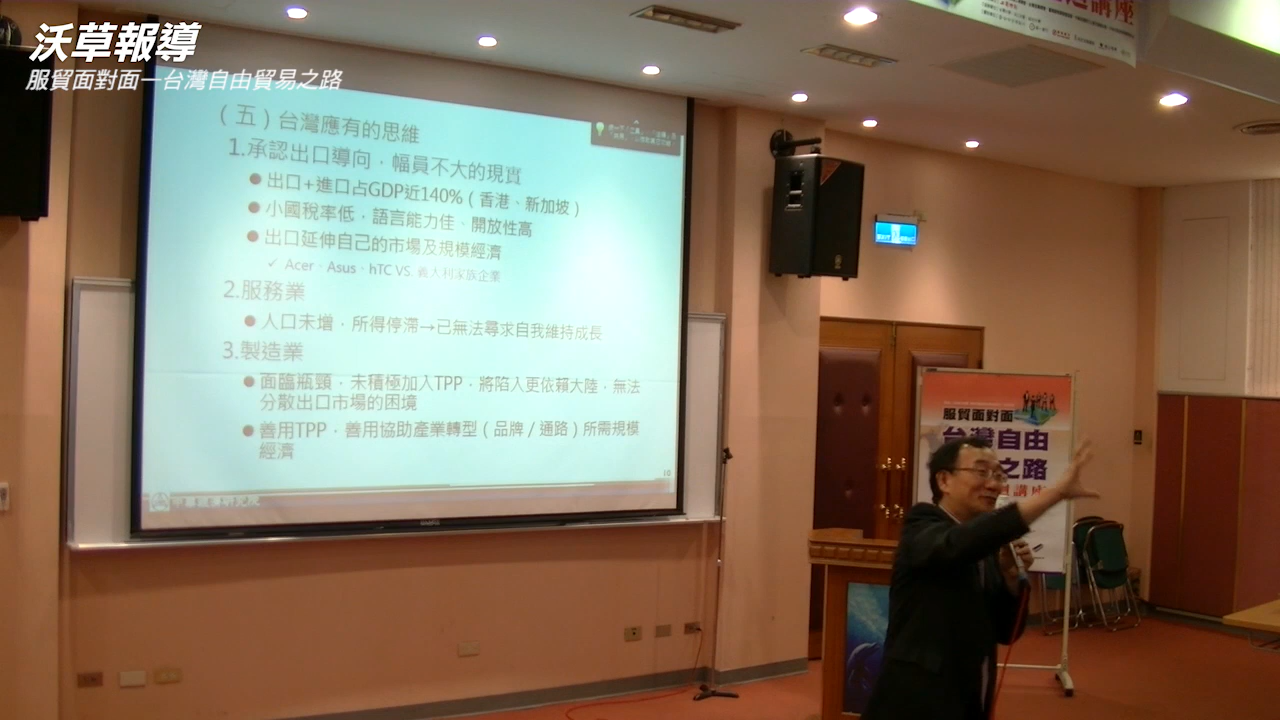 沃草報導
服貿面對面—台灣自由貿易之路
（五）台灣應有的思維
1.承認出口導向，幅員不大的現實
● 出口+進口占GDP近140%（香港、新加坡）
● 小國稅率低，語言能力佳、開放性高
● 出口延伸自己的市場及規模經濟
✓ Acer、Asus、hTC VS. 義大利家族企業
2.服務業
● 人口未增，所得停滯→已無法尋求自我維持成長
3.製造業
● 面臨瓶頸，未積極加入TPP，將陷入更依賴大陸，無法
分散出口市場的困境
● 善用TPP，善用協助產業轉型（品牌／通路）所需規模
經濟
10
服貿面對面
台灣自由
之路
講座